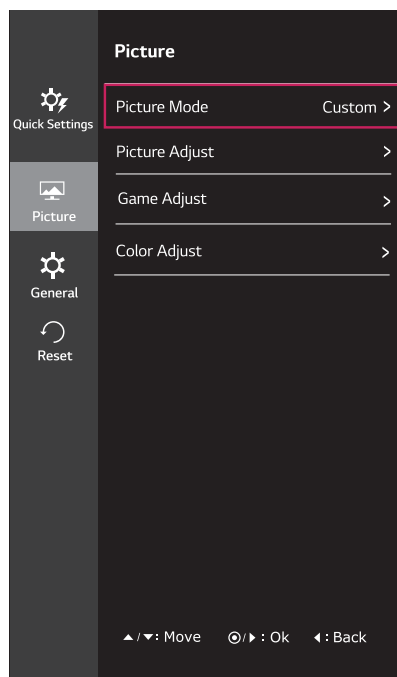 Picture
Quick Settings
Picture
General
Reset
Picture Mode Custom >
Picture Adjust >
Game Adjust >
Color Adjust >
▲/▼: Move ◉/▶ : Ok ◀ : Back